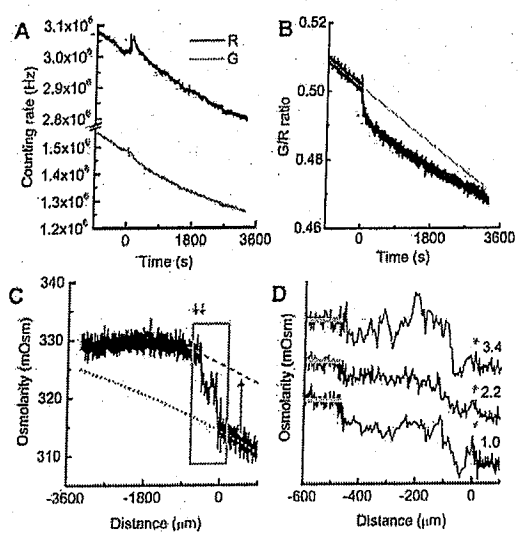 A
B
C
D
3.1x10⁶
3.0x10⁶
2.9x10⁶
2.8x10⁶
1.5x10⁶
1.4x10⁶
1.3x10⁶
1.2x10⁶
Counting rate (Hz)
R
G
0 1800 3600
Time (s)
0.52
0.50
0.48
0.46
G/R ratio
0 1800 3600
Time (s)
340
330
320
310
Osmolarity (mOsm)
-3600 -1800 0
Distance (μm)
Osmolarity (mOsm)
* 3.4
* 2.2
1.0
-600 -400 -200 0
Distance (μm)